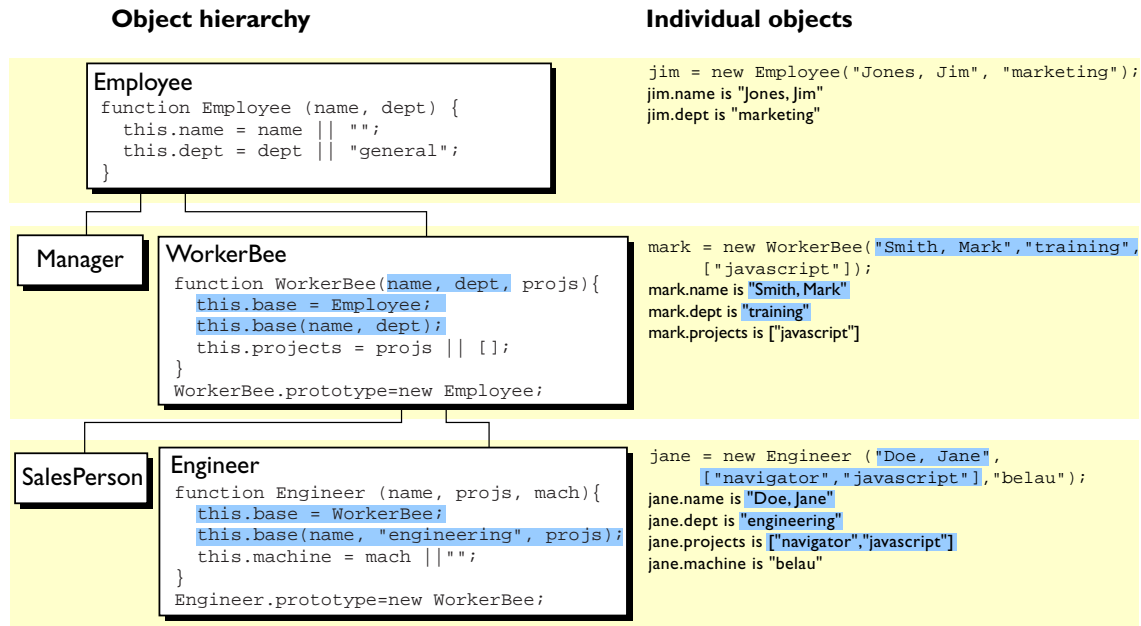 Object hierarchy
Individual objects
Employee
function Employee (name, dept) {
this.name = name || "";
this.dept = dept || "general";
}
jim = new Employee("Jones, Jim", "marketing");
jim.name is "Jones, Jim"
jim.dept is "marketing"
Manager
WorkerBee
function WorkerBee(name, dept, projs){
this.base = Employee;
this.base(name, dept);
this.projects = projs || [];
}
WorkerBee.prototype=new Employee;
mark = new WorkerBee("Smith, Mark","training",
["javascript"]);
mark.name is "Smith, Mark"
mark.dept is "training"
mark.projects is ["javascript"]
SalesPerson
Engineer
function Engineer (name, projs, mach){
this.base = WorkerBee;
this.base(name, "engineering", projs);
this.machine = mach ||"";
}
Engineer.prototype=new WorkerBee;
jane = new Engineer ("Doe, Jane",
["navigator","javascript"],"belau");
jane.name is "Doe, Jane"
jane.dept is "engineering"
jane.projects is ["navigator","javascript"]
jane.machine is "belau"